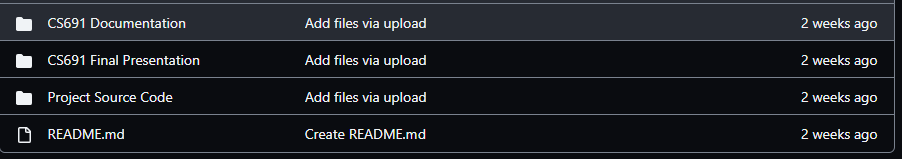 CS691 Documentation Add files via upload 2 weeks ago
CS691 Final Presentation Add files via upload 2 weeks ago
Project Source Code Add files via upload 2 weeks ago
README.md Create README.md 2 weeks ago